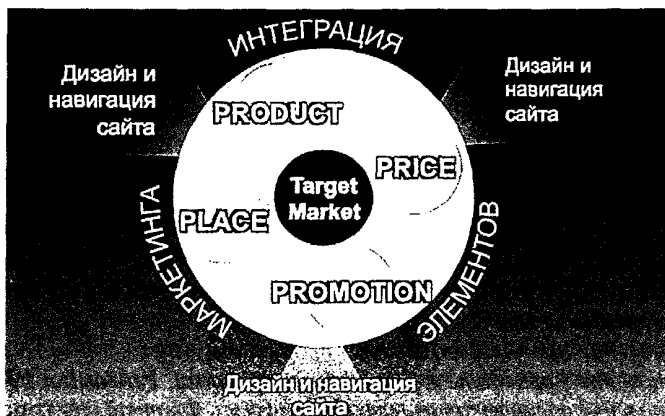 ИНТЕГРАЦИЯ
Дизайн и
навигация
сайта
Дизайн и
навигация
сайта
PRODUCT
PRICE
Target
Market
PLACE
PROMOTION
ЭЛЕМЕНТОВ
МАРКЕТИНГА
Дизайн и навигация
сайта